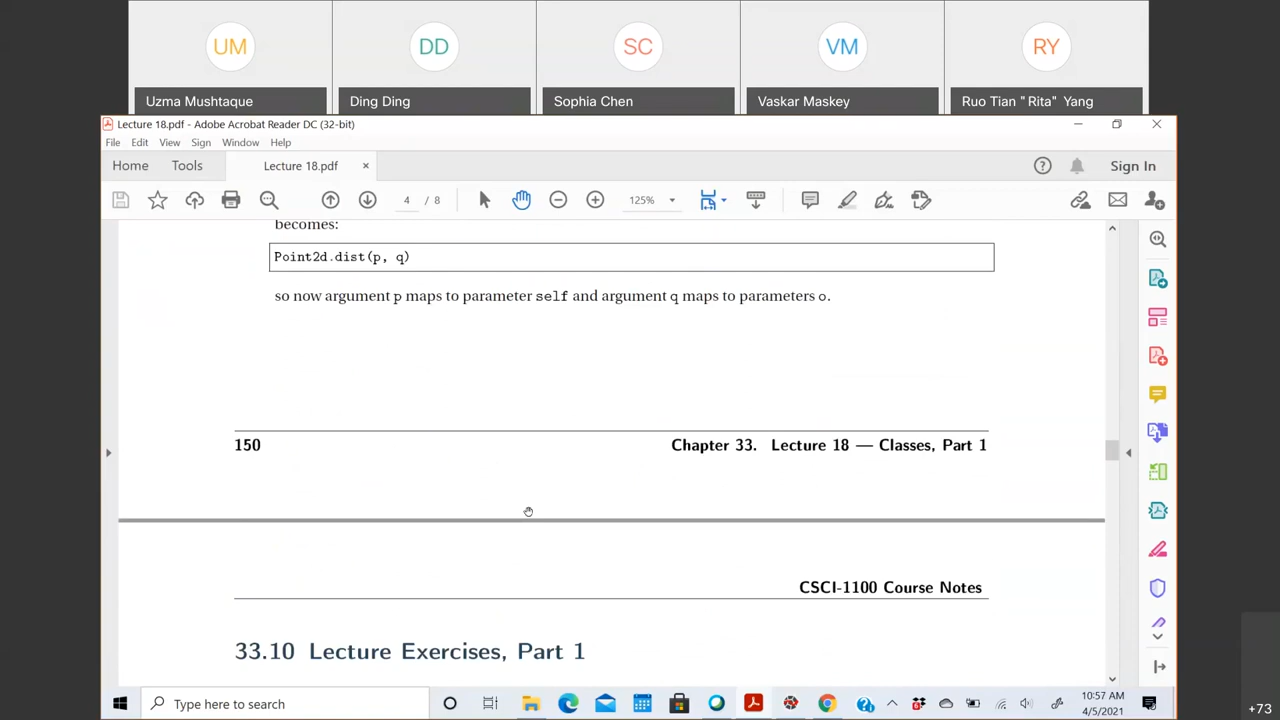 UM
DD
SC
VM
RY
Uzma Mushtaque
Ding Ding
Sophia Chen
Vaskar Maskey
Ruo Tian "Rita" Yang
Lecture 18.pdf - Adobe Acrobat Reader DC (32-bit)
File Edit View Sign Window Help
Home Tools Lecture 18.pdf × Sign In
4 / 8 125%
becomes:
Point2d.dist(p, q)
so now argument p maps to parameter self and argument q maps to parameters o.
150 Chapter 33. Lecture 18 — Classes, Part 1
CSCI-1100 Course Notes
33.10 Lecture Exercises, Part 1
Type here to search
10:57 AM
4/5/2021
+73